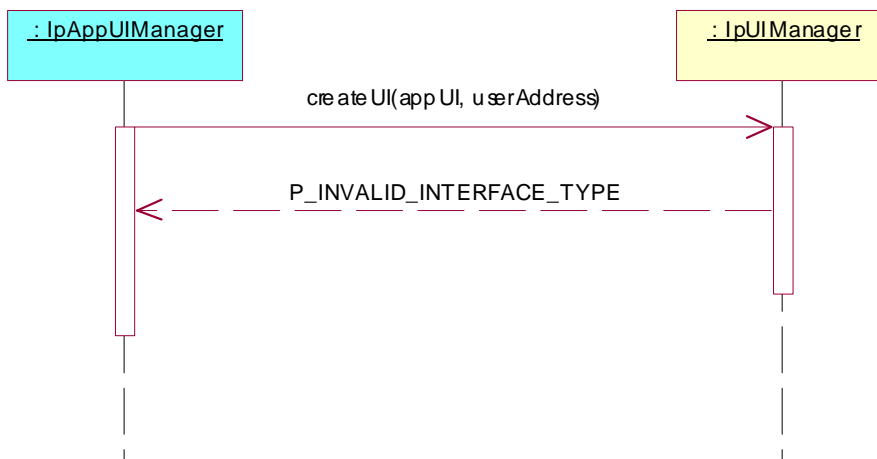 : IpAppUIManager
: IpUIManager
createUI(appUI, userAddress)
P_INVALID_INTERFACE_TYPE